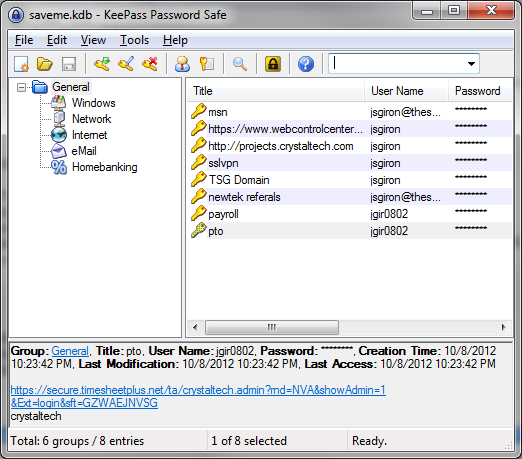 saveme.kdb - KeePass Password Safe
File Edit View Tools Help
General
Windows
Network
Internet
eMail
Homebanking
Title User Name Password
msn jsgiron@thes... ********
https://www.webcontrolcenter... jsgiron ********
http://projects.crystaltech.com jsgiron ********
sslvpn jsgiron ********
TSG Domain jsgiron ********
newtek referals jsgiron@thes... ********
payroll jgir0802 ********
pto jgir0802 ********
Group: General, Title: pto, User Name: jgir0802, Password: ********, Creation Time: 10/8/2012
10:23:42 PM, Last Modification: 10/8/2012 10:23:42 PM, Last Access: 10/8/2012 10:23:42 PM
https://secure.timesheetplus.net/ta/crystaltech.admin?rnd=NVA&showAdmin=1
&Ext=login&sft=GZWAEJNVSG
crystaltech
Total: 6 groups / 8 entries 1 of 8 selected Ready.